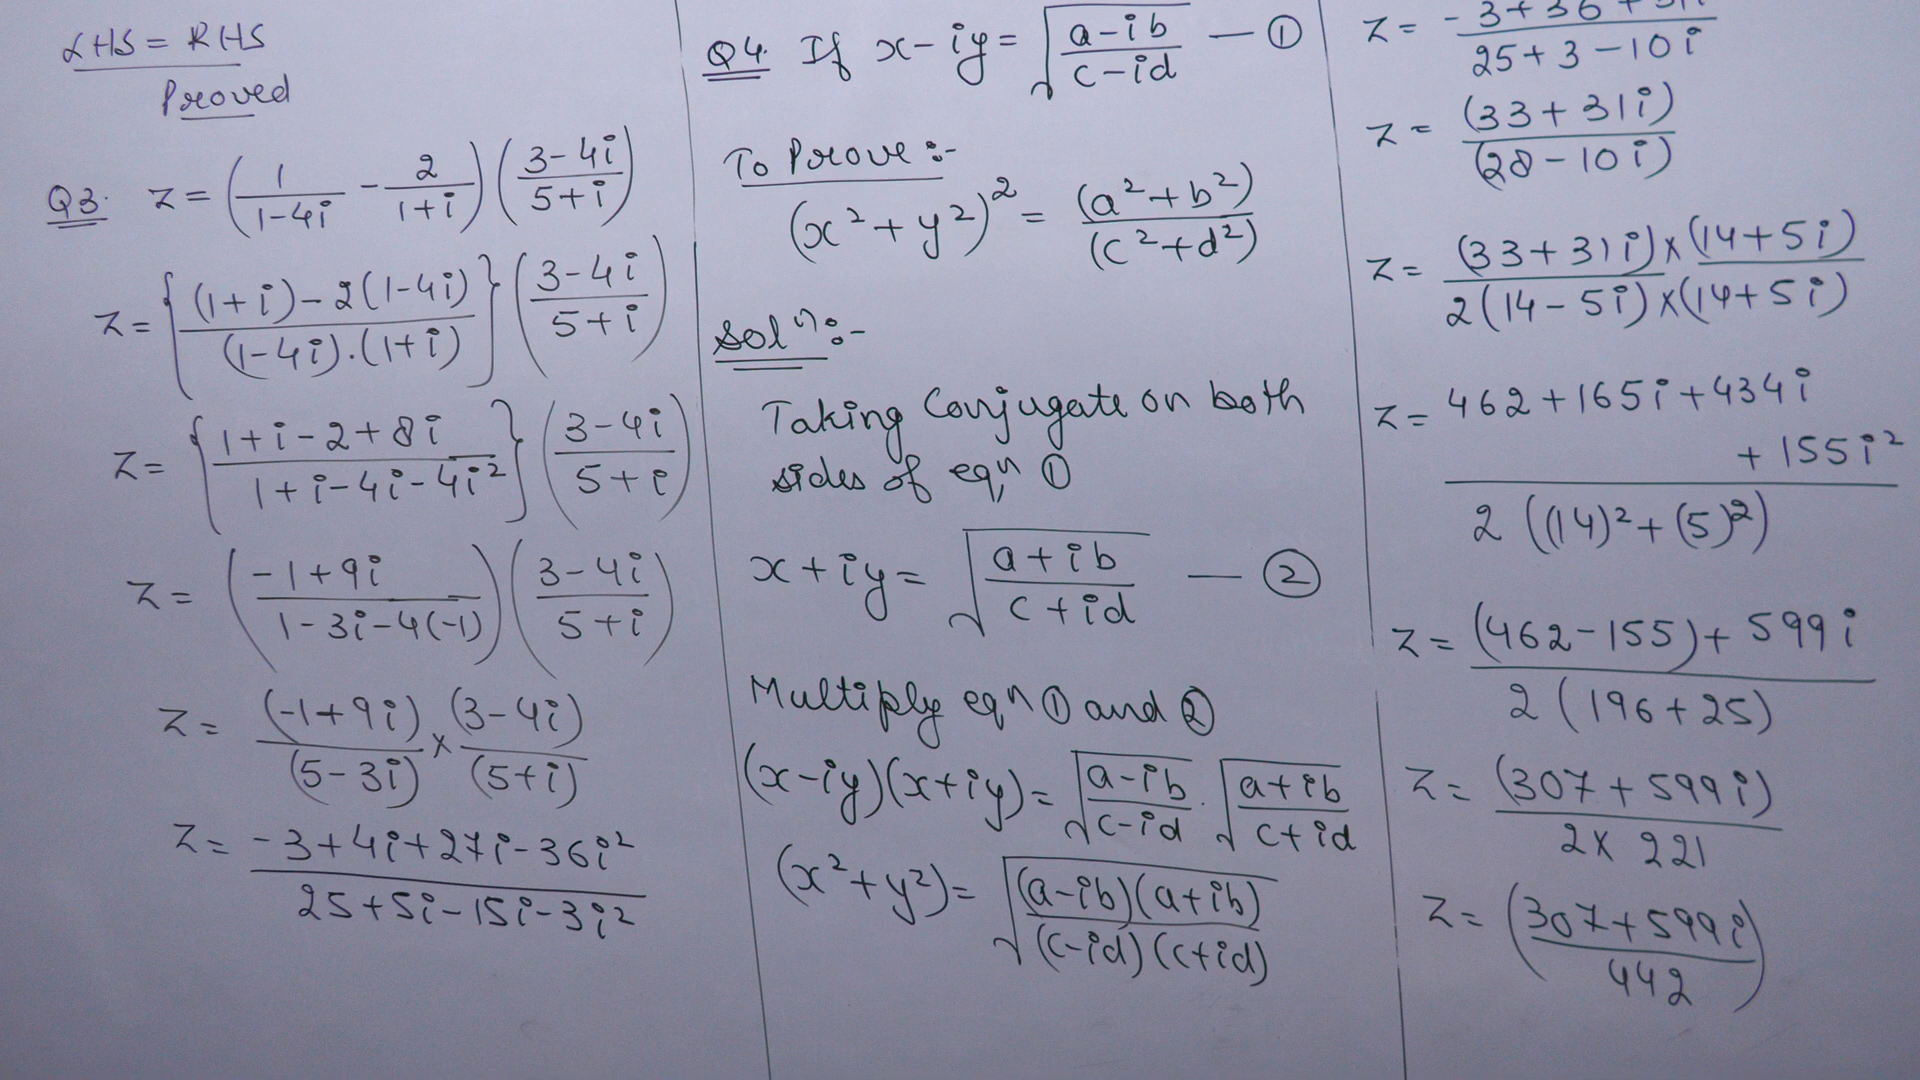 LHS = RHS
Proved
Q3. z = (1/(1-4i) - 2/(1+i)) ((3-4i)/(5+i))
z = {((1+i)-2(1-4i))/((1-4i).(1+i))} ((3-4i)/(5+i))
z = {(1+i-2+8i)/(1+i-4i-4i²)} ((3-4i)/(5+i))
z = ((-1+9i)/(1-3i-4(-1))) ((3-4i)/(5+i))
z = (-1+9i)/(5-3i) × (3-4i)/(5+i)
z = (-3+4i+27i-36i²)/(25+5i-15i-3i²)
Q4. If x-iy = √((a-ib)/(c-id)) — ①
To Prove :-
(x²+y²)² = (a²+b²)/(c²+d²)
Solⁿ:-
Taking Conjugate on both
sides of eqⁿ ①
x+iy = √((a+ib)/(c+id)) — ②
Multiply eqⁿ ① and ②
(x-iy)(x+iy) = √((a-ib)/(c-id)) . √((a+ib)/(c+id))
(x²+y²) = √(((a-ib)(a+ib))/((c-id)(c+id)))
z = (-3+36+31i)/(25+3-10i)
z = (33+31i)/(28-10i)
z = ((33+31i)×(14+5i))/(2(14-5i)×(14+5i))
z = (462+165i+434i
+155i²)/(2((14)²+(5)²))
z = ((462-155)+599i)/(2(196+25))
z = (307+599i)/(2×221)
z = ((307+599i)/442)